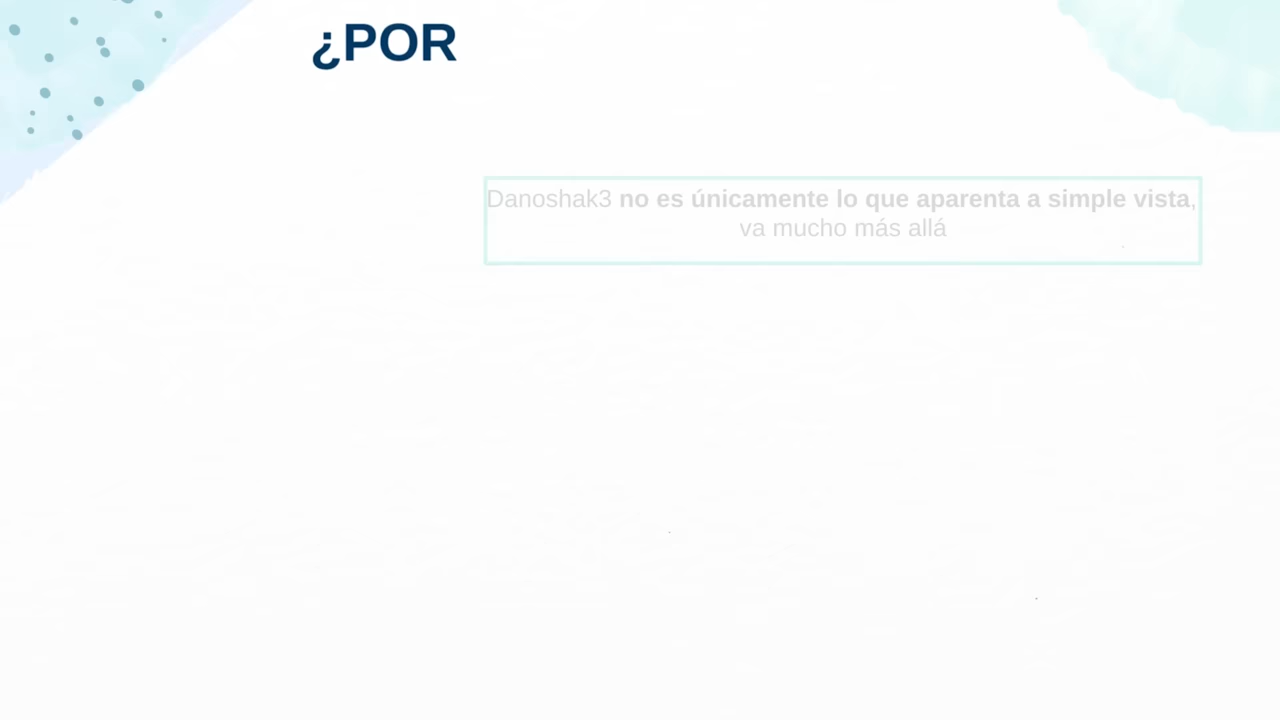 ¿POR
Danoshak3 no es únicamente lo que aparenta a simple vista,
va mucho más allá